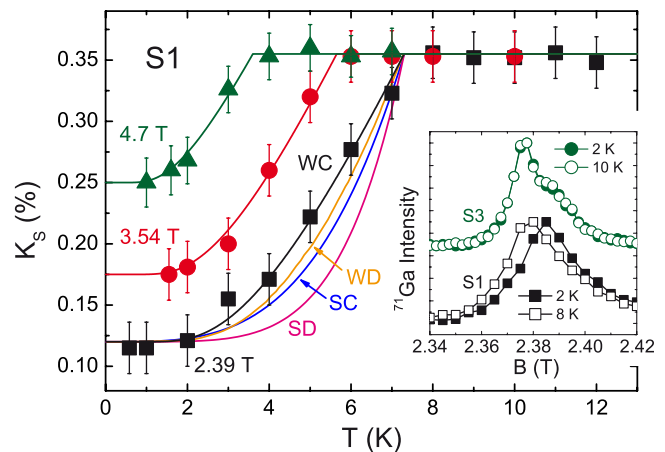 S1
0.35
0.30
0.25
0.20
0.15
0.10
K_S (%)
4.7 T
3.54 T
2.39 T
WC
WD
SC
SD
0 2 4 6 8 10 12
T (K)
⁷¹Ga Intensity
S3
2 K
10 K
S1
2 K
8 K
2.34 2.36 2.38 2.40 2.42
B (T)